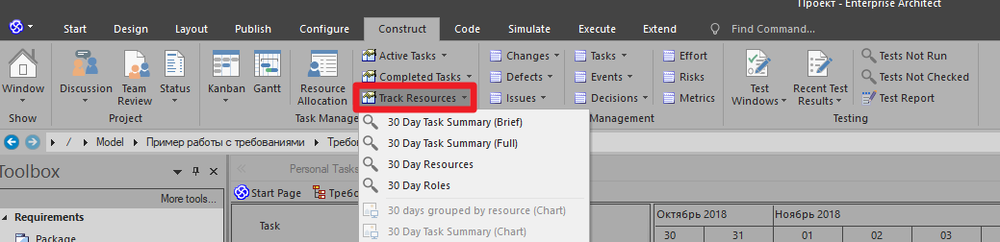 Проект - Enterprise Architect
Start Design Layout Publish Configure Construct Code Simulate Execute Extend Find Command...
Window Discussion Team Review Status Kanban Gantt Resource Allocation
Active Tasks Changes Tasks Effort Tests Not Run
Completed Tasks Defects Events Risks Test Windows Recent Test Results Tests Not Checked
Track Resources Issues Decisions Metrics Test Report
Show Project Task Manag Management Testing
30 Day Task Summary (Brief)
/ Model Пример работы с требованиями Требо
30 Day Task Summary (Full)
Toolbox Personal Tasks
30 Day Resources
More tools... Start Page Требо
30 Day Roles
Requirements
30 days grouped by resource (Chart)
Октябрь 2018 Ноябрь 2018
Package Task
30 Day Task Summary (Chart)
30 31 01 02 03